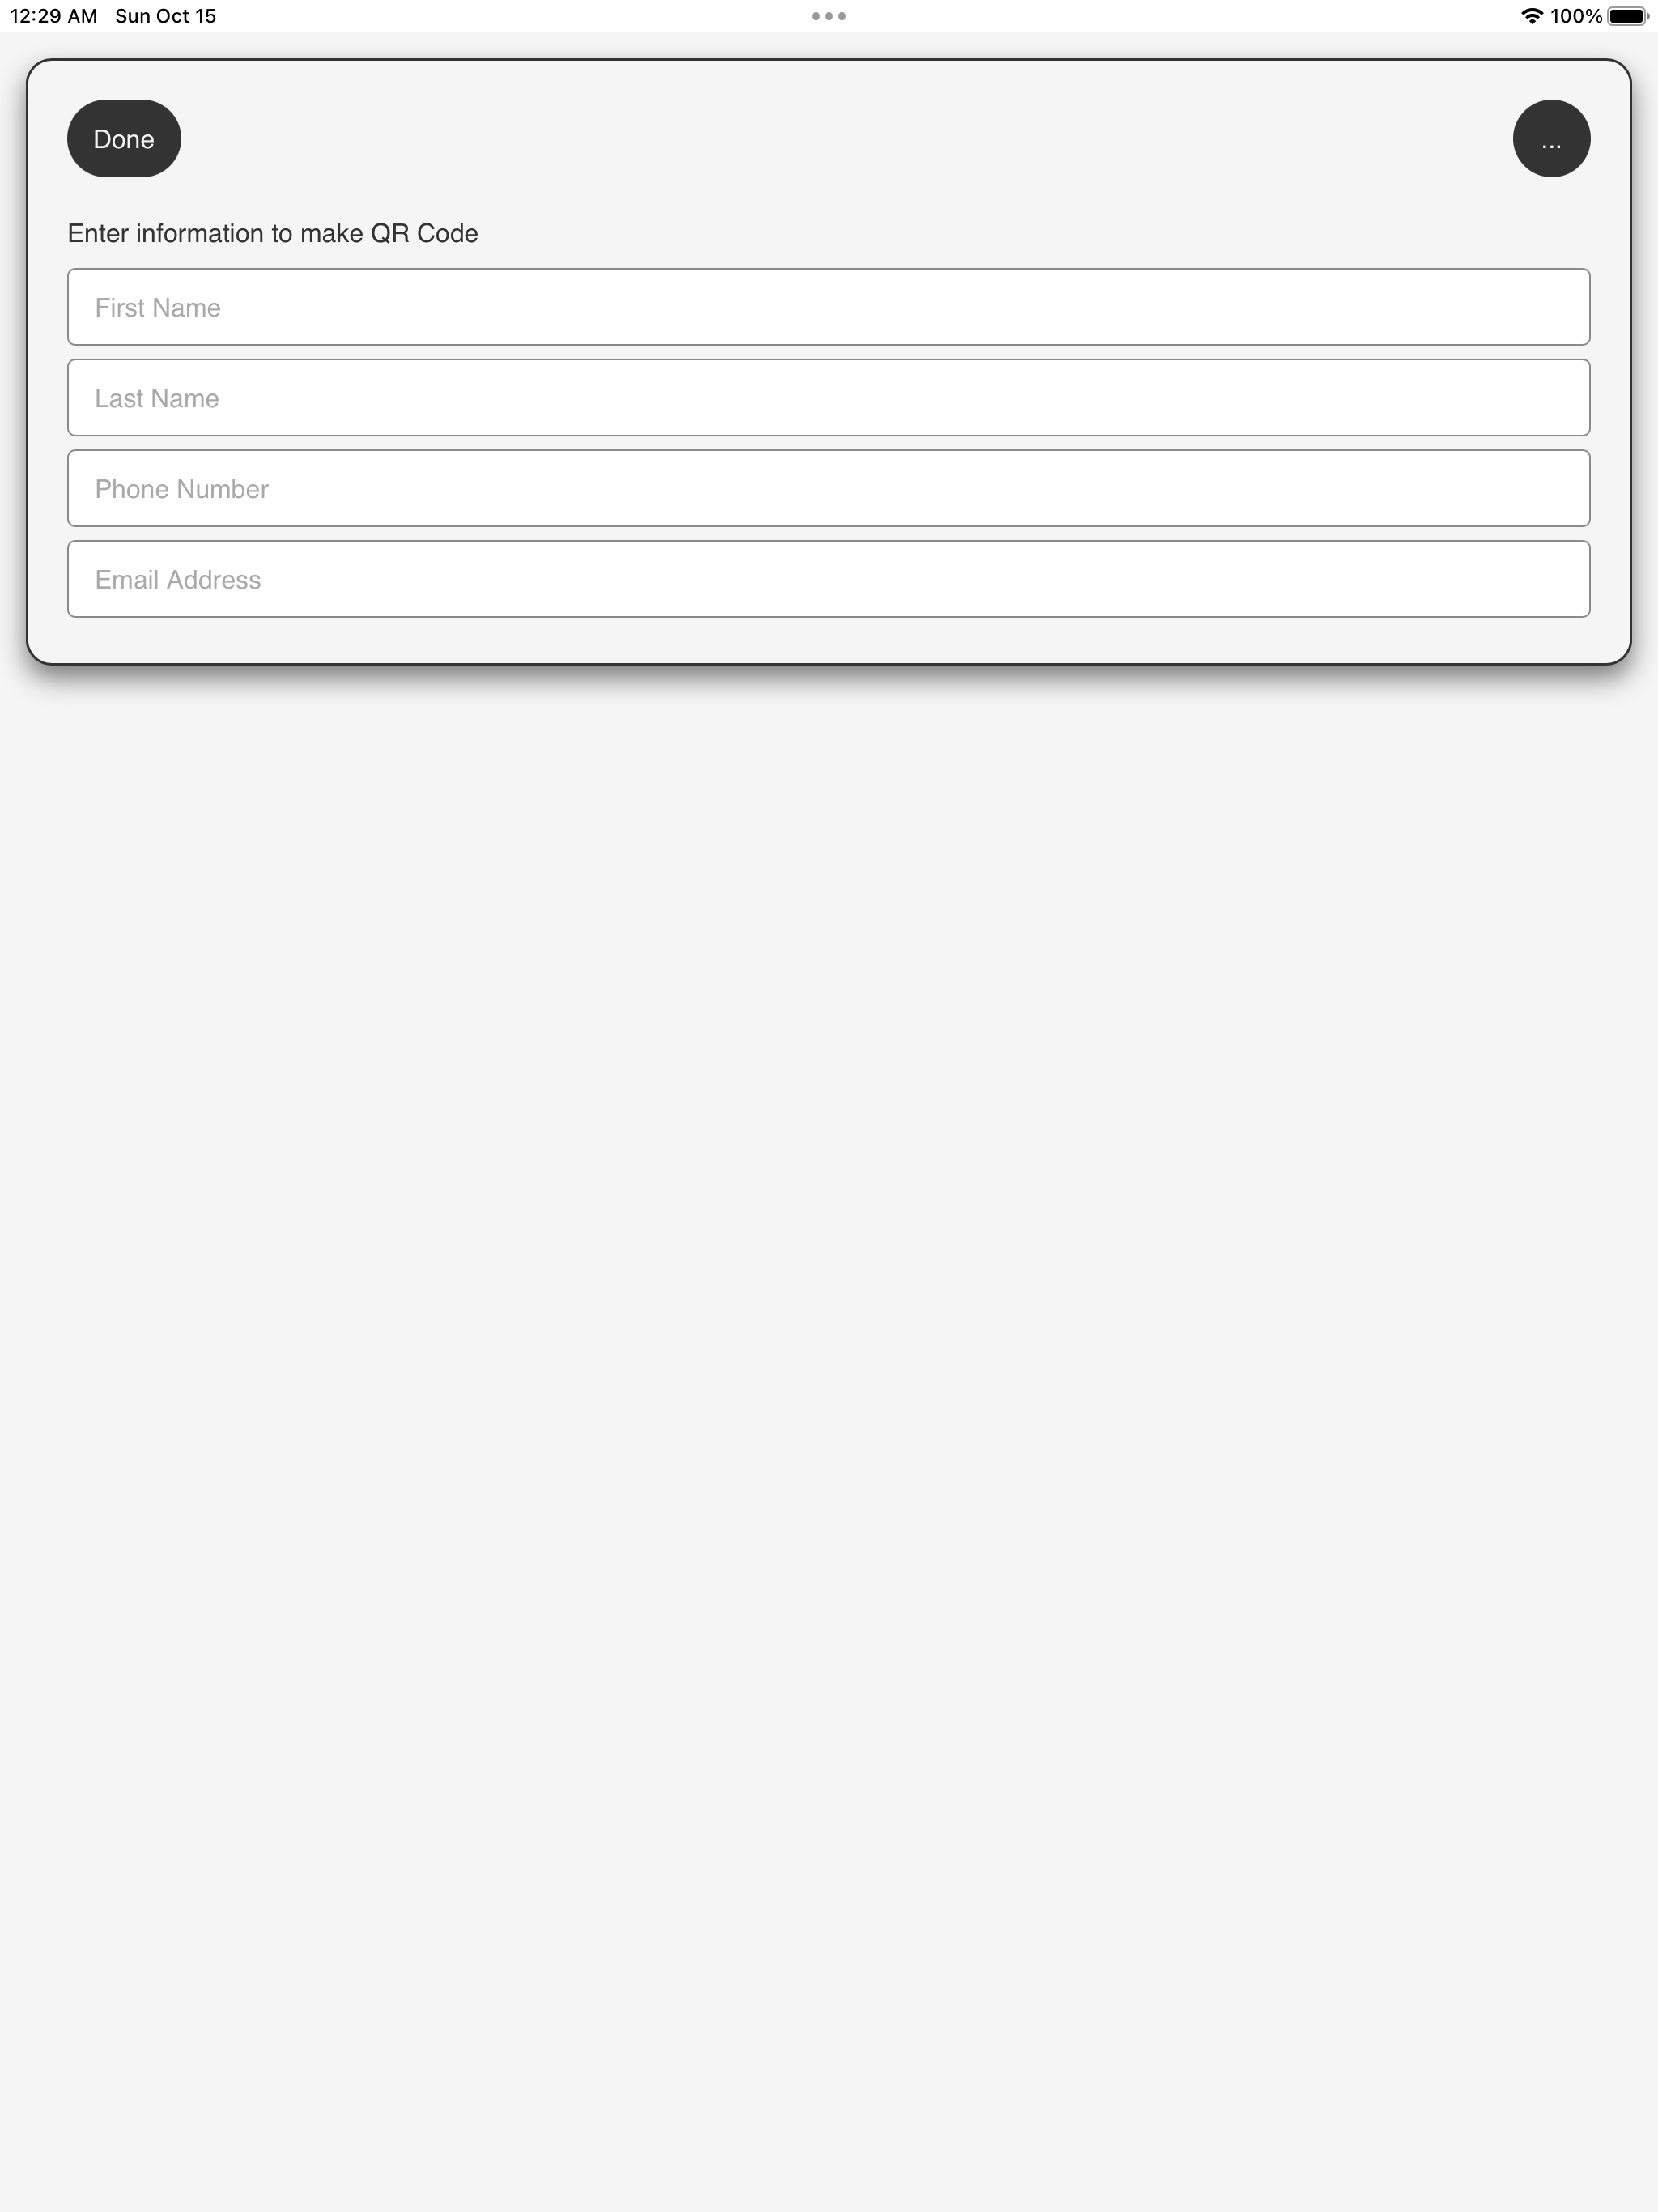 12:29 AM Sun Oct 15 100%
Done ...
Enter information to make QR Code
First Name
Last Name
Phone Number
Email Address